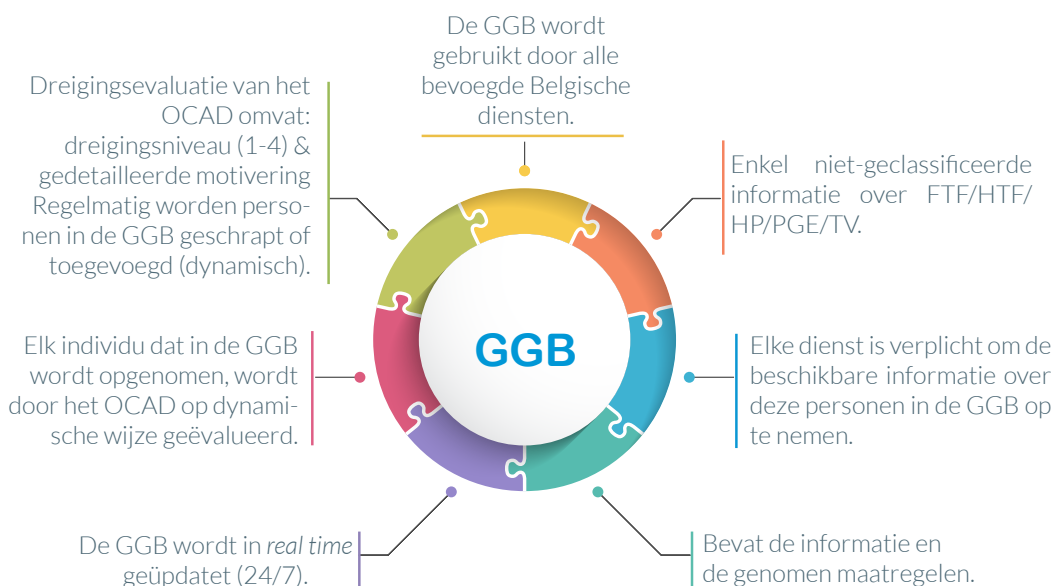 De GGB wordt
gebruikt door alle
bevoegde Belgische
diensten.
Enkel niet-geclassificeerde
informatie over FTF/HTF/
HP/PGE/TV.
Elke dienst is verplicht om de
beschikbare informatie over
deze personen in de GGB op
te nemen.
Bevat de informatie en
de genomen maatregelen.
De GGB wordt in real time
geüpdatet (24/7).
Elk individu dat in de GGB
wordt opgenomen, wordt
door het OCAD op dynami-
sche wijze geëvalueerd.
Dreigingsevaluatie van het
OCAD omvat:
dreigingsniveau (1-4) &
gedetailleerde motivering
Regelmatig worden perso-
nen in de GGB geschrapt of
toegevoegd (dynamisch).
GGB